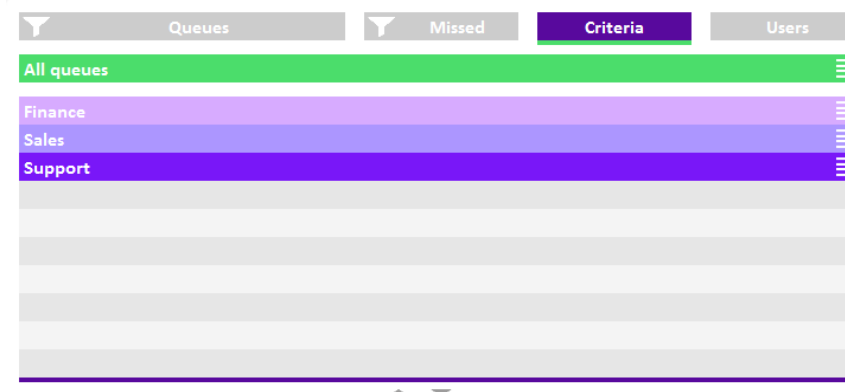 Queues Missed Criteria Users
All queues
Finance
Sales
Support